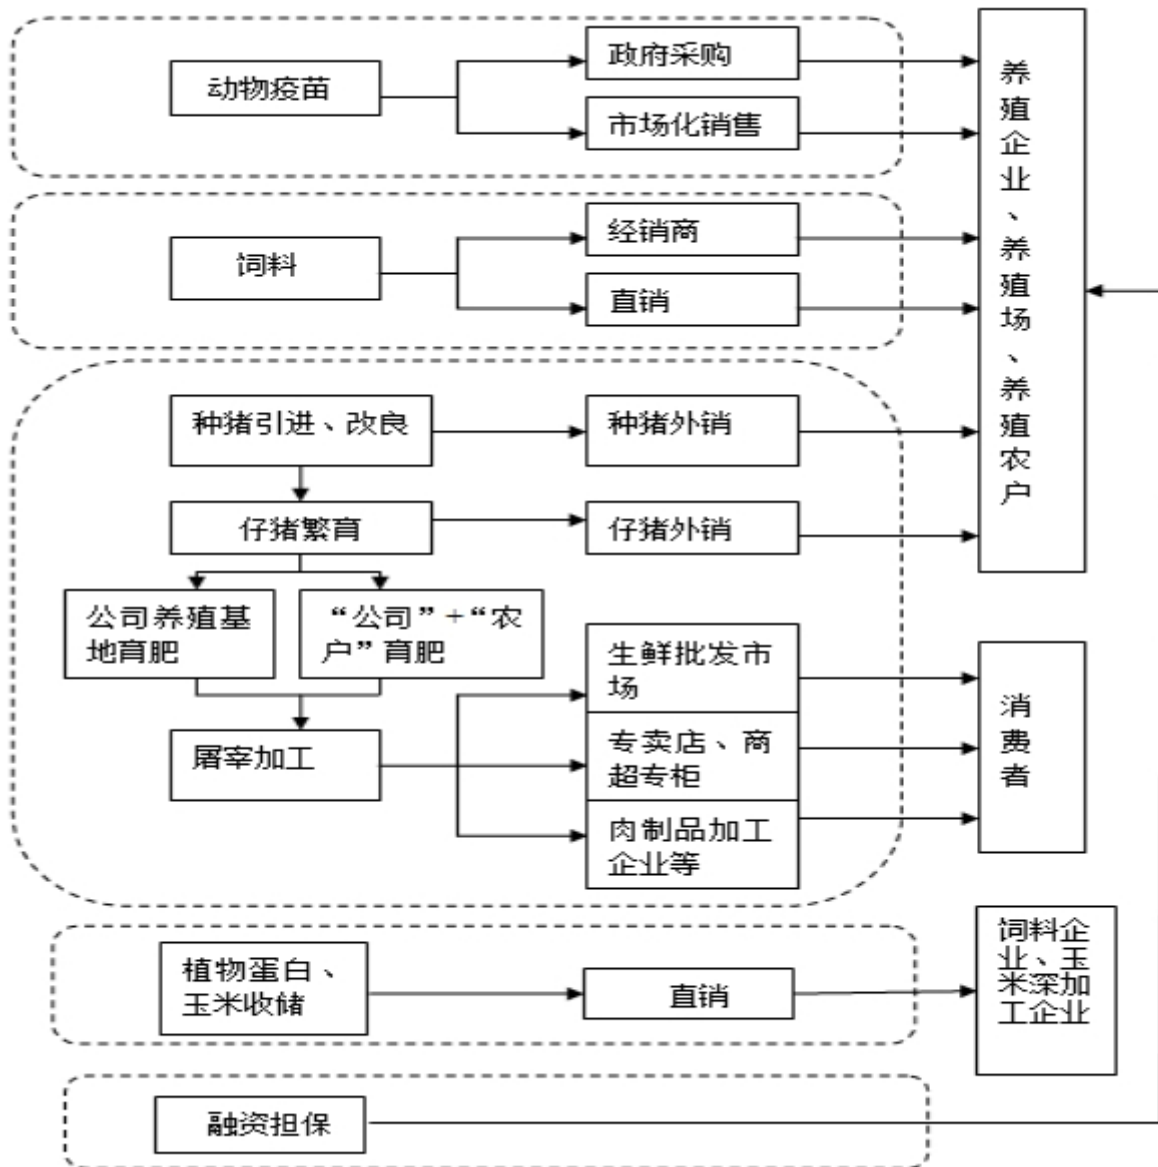 动物疫苗
政府采购
市场化销售
饲料
经销商
直销
养殖企业、养殖场、养殖农户
种猪引进、改良
种猪外销
仔猪繁育
仔猪外销
公司养殖基
地育肥
“公司”+“农
户”育肥
屠宰加工
生鲜批发市
场
专卖店、商
超专柜
肉制品加工
企业等
消费者
植物蛋白、
玉米收储
直销
饲料企
业、玉
米深加
工企业
融资担保